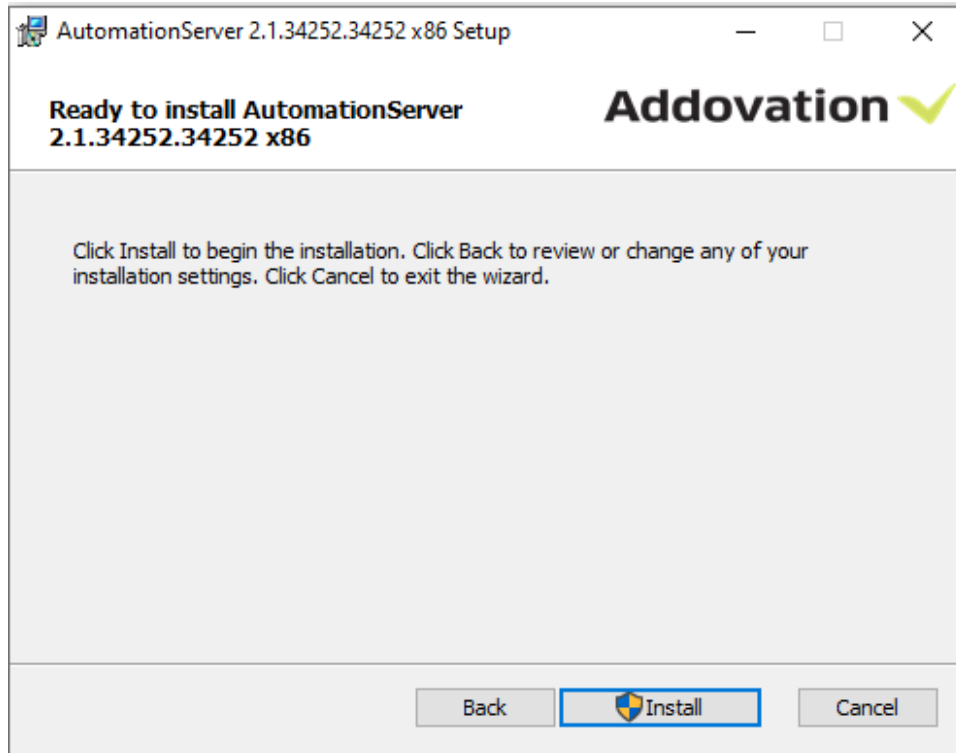 AutomationServer 2.1.34252.34252 x86 Setup
Ready to install AutomationServer
2.1.34252.34252 x86
Addovation
Click Install to begin the installation. Click Back to review or change any of your
installation settings. Click Cancel to exit the wizard.
Back
Install
Cancel